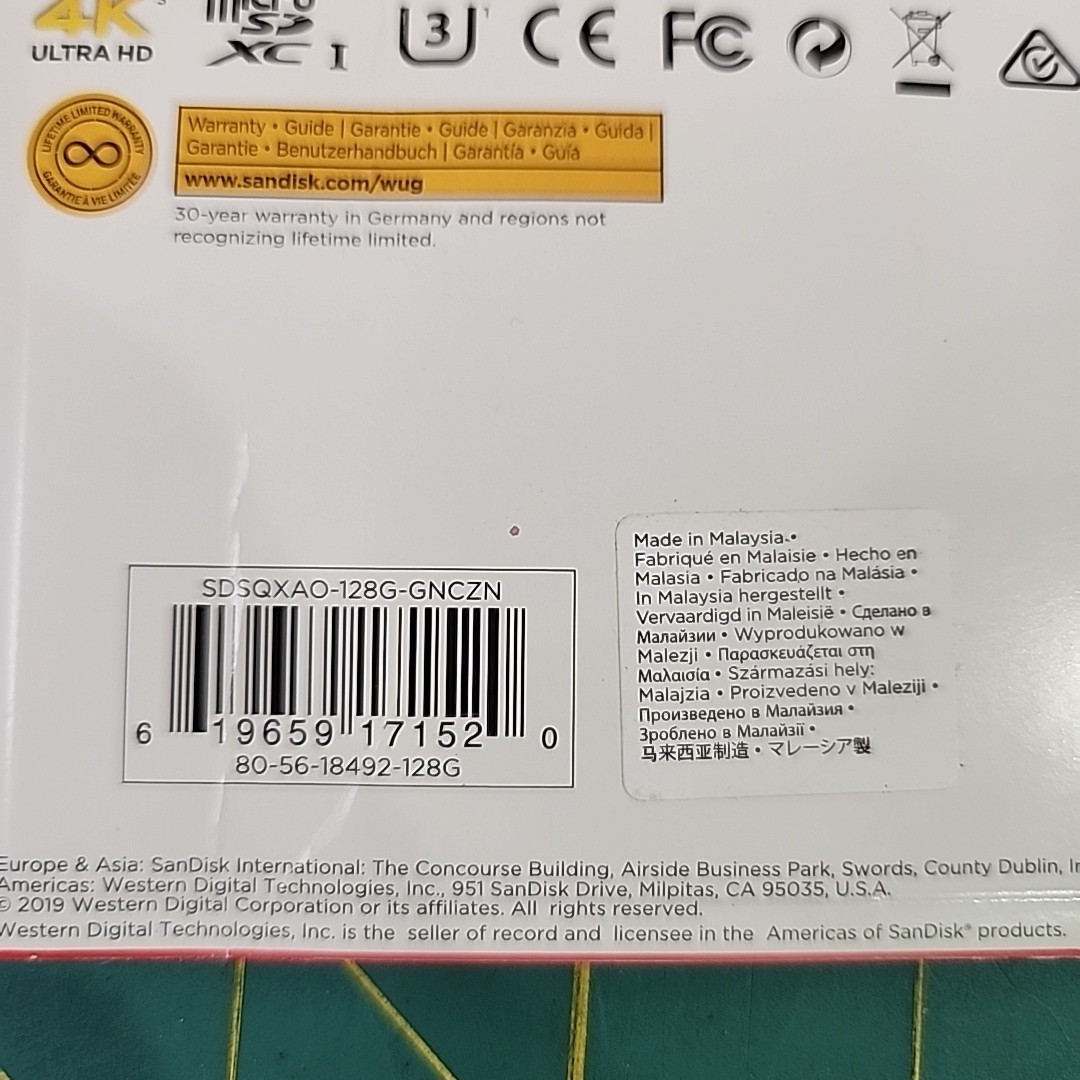 4K
ULTRA HD
micro
SD
XC I
3
CE
FC
LIFETIME LIMITED WARRANTY
GARANTIE À VIE LIMITÉE
Warranty • Guide | Garantie • Guide | Garanzia • Guida |
Garantie • Benutzerhandbuch | Garantía • Guía
www.sandisk.com/wug
30-year warranty in Germany and regions not
recognizing lifetime limited.
SDSQXAO-128G-GNCZN
6 19659 17152 0
80-56-18492-128G
Made in Malaysia •
Fabriqué en Malaisie • Hecho en
Malasia • Fabricado na Malásia •
In Malaysia hergestellt •
Vervaardigd in Maleisië • Сделано в
Малайзии • Wyprodukowano w
Malezji • Παρασκευάζεται στη
Μαλαισία • Származási hely:
Malajzia • Proizvedeno v Maleziji •
Произведено в Малайзия •
Зроблено в Малайзії •
马来西亚制造 • マレーシア製
Europe & Asia: SanDisk International: The Concourse Building, Airside Business Park, Swords, County Dublin,
Americas: Western Digital Technologies, Inc., 951 SanDisk Drive, Milpitas, CA 95035, U.S.A.
© 2019 Western Digital Corporation or its affiliates. All rights reserved.
Western Digital Technologies, Inc. is the seller of record and licensee in the Americas of SanDisk® products.